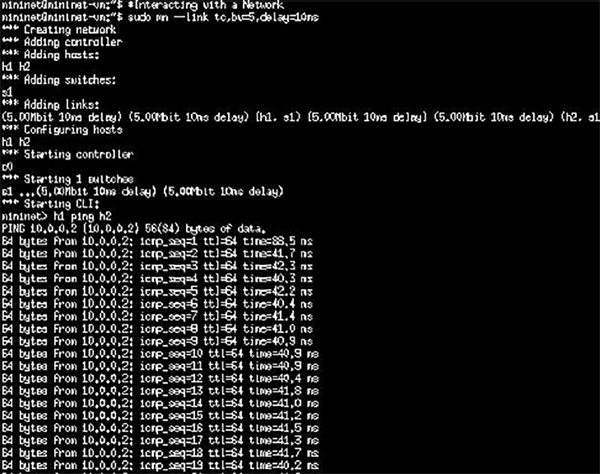 mininet@mininet-vm:~$ #Interacting with a Network
mininet@mininet-vm:~$ sudo mn --link tc,bw=5,delay=10ms
*** Creating network
*** Adding controller
*** Adding hosts:
h1 h2
*** Adding switches:
s1
*** Adding links:
(5.00Mbit 10ms delay) (5.00Mbit 10ms delay) (h1, s1) (5.00Mbit 10ms delay) (5.00Mbit 10ms delay) (h2, s1
*** Configuring hosts
h1 h2
*** Starting controller
c0
*** Starting 1 switches
s1 ...(5.00Mbit 10ms delay) (5.00Mbit 10ms delay)
*** Starting CLI:
mininet> h1 ping h2
PING 10.0.0.2 (10.0.0.2) 56(84) bytes of data.
64 bytes from 10.0.0.2: icmp_seq=1 ttl=64 time=88.5 ms
64 bytes from 10.0.0.2: icmp_seq=2 ttl=64 time=41.7 ms
64 bytes from 10.0.0.2: icmp_seq=3 ttl=64 time=42.3 ms
64 bytes from 10.0.0.2: icmp_seq=4 ttl=64 time=40.3 ms
64 bytes from 10.0.0.2: icmp_seq=5 ttl=64 time=42.2 ms
64 bytes from 10.0.0.2: icmp_seq=6 ttl=64 time=40.4 ms
64 bytes from 10.0.0.2: icmp_seq=7 ttl=64 time=41.4 ms
64 bytes from 10.0.0.2: icmp_seq=8 ttl=64 time=41.0 ms
64 bytes from 10.0.0.2: icmp_seq=9 ttl=64 time=40.9 ms
64 bytes from 10.0.0.2: icmp_seq=10 ttl=64 time=40.9 ms
64 bytes from 10.0.0.2: icmp_seq=11 ttl=64 time=40.9 ms
64 bytes from 10.0.0.2: icmp_seq=12 ttl=64 time=40.4 ms
64 bytes from 10.0.0.2: icmp_seq=13 ttl=64 time=41.8 ms
64 bytes from 10.0.0.2: icmp_seq=14 ttl=64 time=41.0 ms
64 bytes from 10.0.0.2: icmp_seq=15 ttl=64 time=41.2 ms
64 bytes from 10.0.0.2: icmp_seq=16 ttl=64 time=41.5 ms
64 bytes from 10.0.0.2: icmp_seq=17 ttl=64 time=41.3 ms
64 bytes from 10.0.0.2: icmp_seq=18 ttl=64 time=41.7 ms
64 bytes from 10.0.0.2: icmp_seq=19 ttl=64 time=40.2 ms